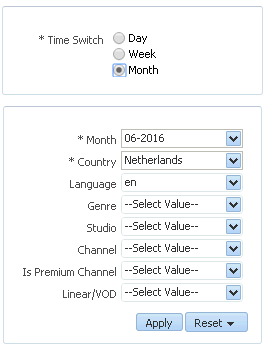 * Time Switch
Day
Week
Month
* Month 06-2016
* Country Netherlands
Language en
Genre --Select Value--
Studio --Select Value--
Channel --Select Value--
Is Premium Channel --Select Value--
Linear/VOD --Select Value--
Apply Reset